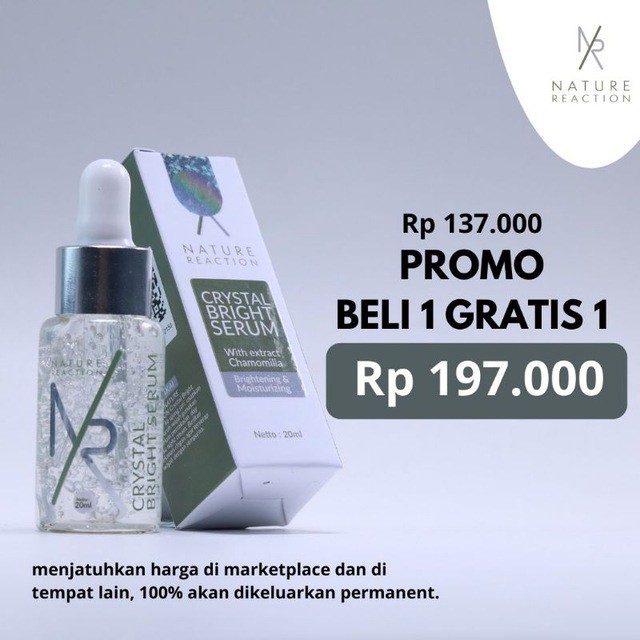 NATURE
REACTION
Rp 137.000
PROMO
BELI 1 GRATIS 1
Rp 197.000
NATURE
REACTION
CRYSTAL
BRIGHT
SERUM
With extract
Chamomilla
Brightening &
Moisturizing
Netto : 20ml
NATURE
REACTION
NR
CRYSTAL
BRIGHT SERUM
20ml
menjatuhkan harga di marketplace dan di
tempat lain, 100% akan dikeluarkan permanent.